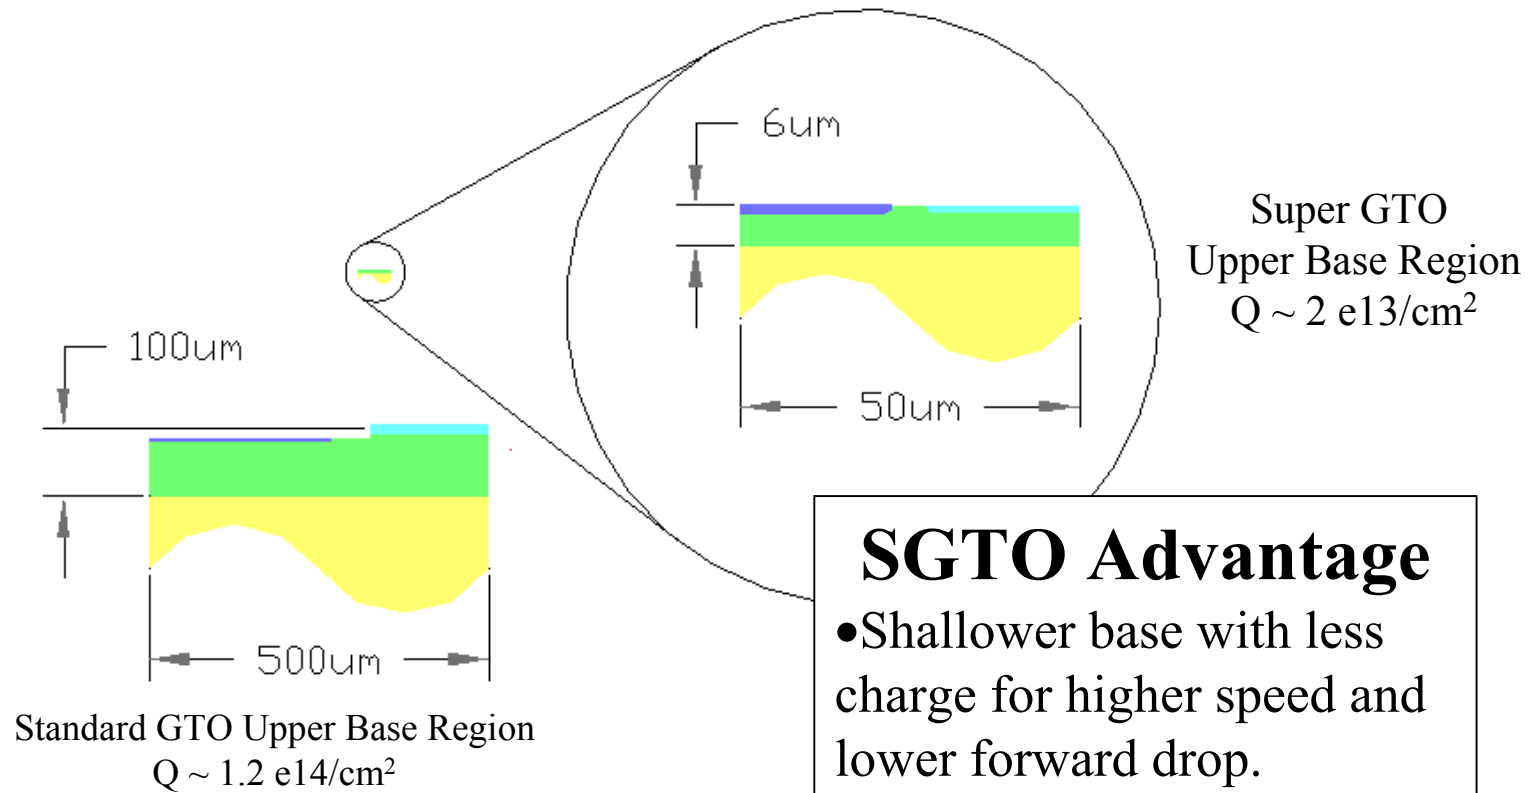 6um
Super GTO
Upper Base Region
Q ~ 2 e13/cm²
50um
100um
500um
Standard GTO Upper Base Region
Q ~ 1.2 e14/cm²
SGTO Advantage
•Shallower base with less
charge for higher speed and
lower forward drop.